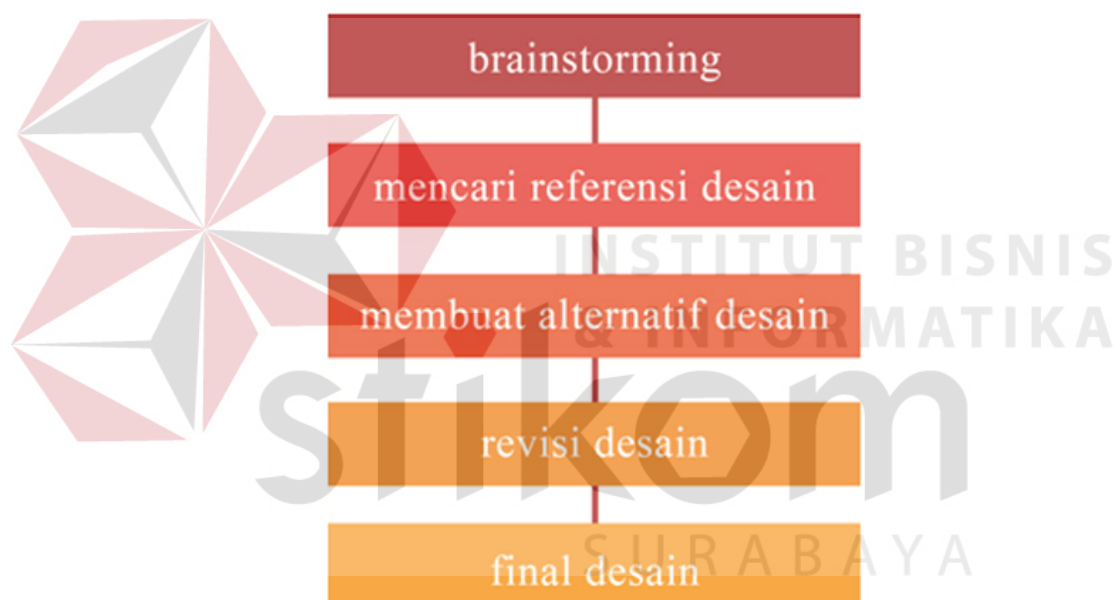 brainstorming
mencari referensi desain
INSTITUT BISNIS
membuat alternatif desain
& INFORMATIKA
stikom
revisi desain
SURABAYA
final desain